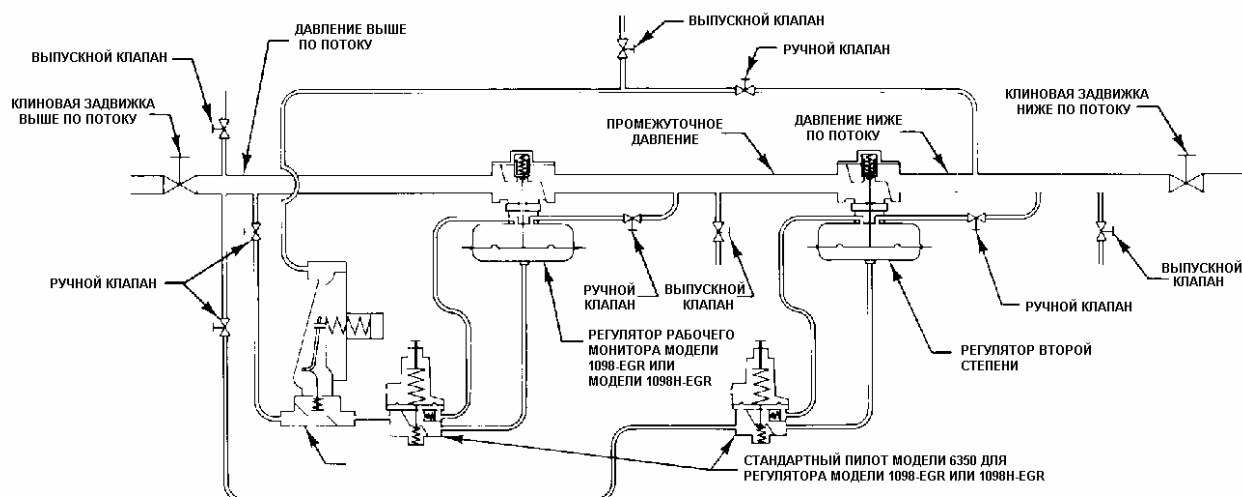 ВЫПУСКНОЙ КЛАПАН
ДАВЛЕНИЕ ВЫШЕ
ПО ПОТОКУ
РУЧНОЙ КЛАПАН
ВЫПУСКНОЙ КЛАПАН
КЛИНОВАЯ ЗАДВИЖКА
ВЫШЕ ПО ПОТОКУ
КЛИНОВАЯ ЗАДВИЖКА
НИЖЕ ПО ПОТОКУ
ПРОМЕЖУТОЧНОЕ
ДАВЛЕНИЕ
ДАВЛЕНИЕ НИЖЕ
ПО ПОТОКУ
РУЧНОЙ КЛАПАН
РУЧНОЙ
КЛАПАН
ВЫПУСКНОЙ
КЛАПАН
РУЧНОЙ КЛАПАН
ВЫПУСКНОЙ
КЛАПАН
РЕГУЛЯТОР РАБОЧЕГО
МОНИТОРА МОДЕЛИ
1098-EGR ИЛИ
МОДЕЛИ 1098H-EGR
РЕГУЛЯТОР ВТОРОЙ
СТЕПЕНИ
СТАНДАРТНЫЙ ПИЛОТ МОДЕЛИ 6350 ДЛЯ
РЕГУЛЯТОРА МОДЕЛИ 1098-EGR ИЛИ 1098H-EGR